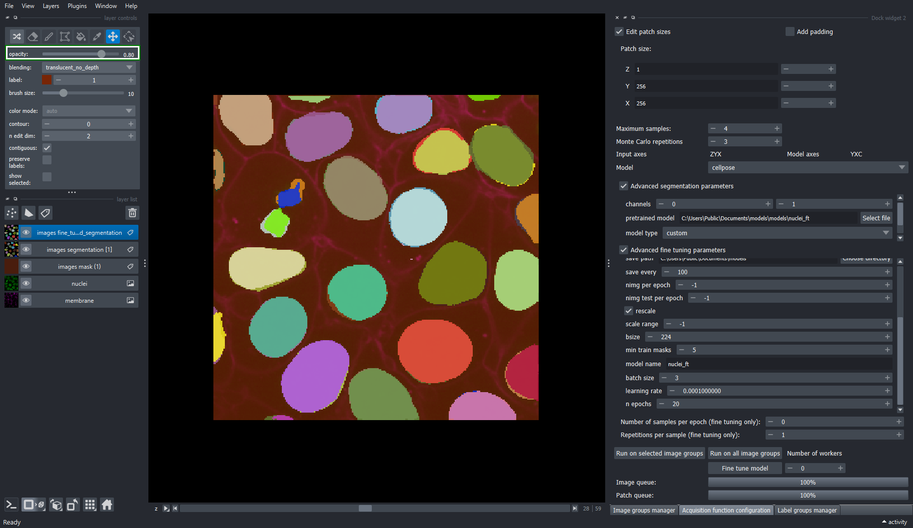 File View Layers Plugins Window Help
layer controls
opacity: 0.80
blending: translucent_no_depth
label: 1
brush size: 10
color mode: auto
contour: 0
n edit dim: 2
contiguous:
preserve labels:
show selected:
layer list
images fine_tu...d_segmentation
images segmentation [1]
images mask (1)
nuclei
membrane
Ready
z 28 59
Dock widget 2
Edit patch sizes Add padding
Patch size:
Z 1
Y 256
X 256
Maximum samples: 4
Monte Carlo repetitions 3
Input axes ZYX Model axes YXC
Model cellpose
Advanced segmentation parameters
channels 0 1
pretrained model C:\Users\Public\Documents\models\models\nuclei_ft Select file
model type custom
Advanced fine tuning parameters
save path C:\Users\Public\Documents\models Choose directory
save every 100
nimg per epoch -1
nimg test per epoch -1
rescale
scale range -1
bsize 224
min train masks 5
model name nuclei_ft
batch size 3
learning rate 0.0001000000
n epochs 20
Number of samples per epoch (fine tuning only): 0
Repetitions per sample (fine tuning only): 1
Run on selected image groups Run on all image groups Number of workers
Fine tune model 0
Image queue: 100%
Patch queue: 100%
Image groups manager Acquisition function configuration Label groups manager
activity